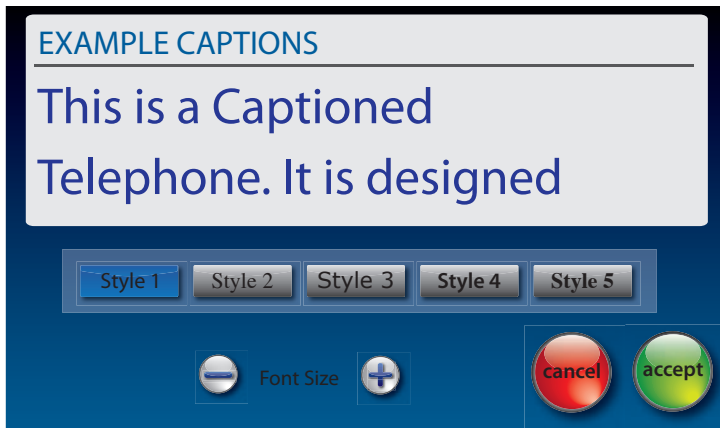 EXAMPLE CAPTIONS
This is a Captioned
Telephone. It is designed
Style 1 Style 2 Style 3 Style 4 Style 5
Font Size
cancel accept